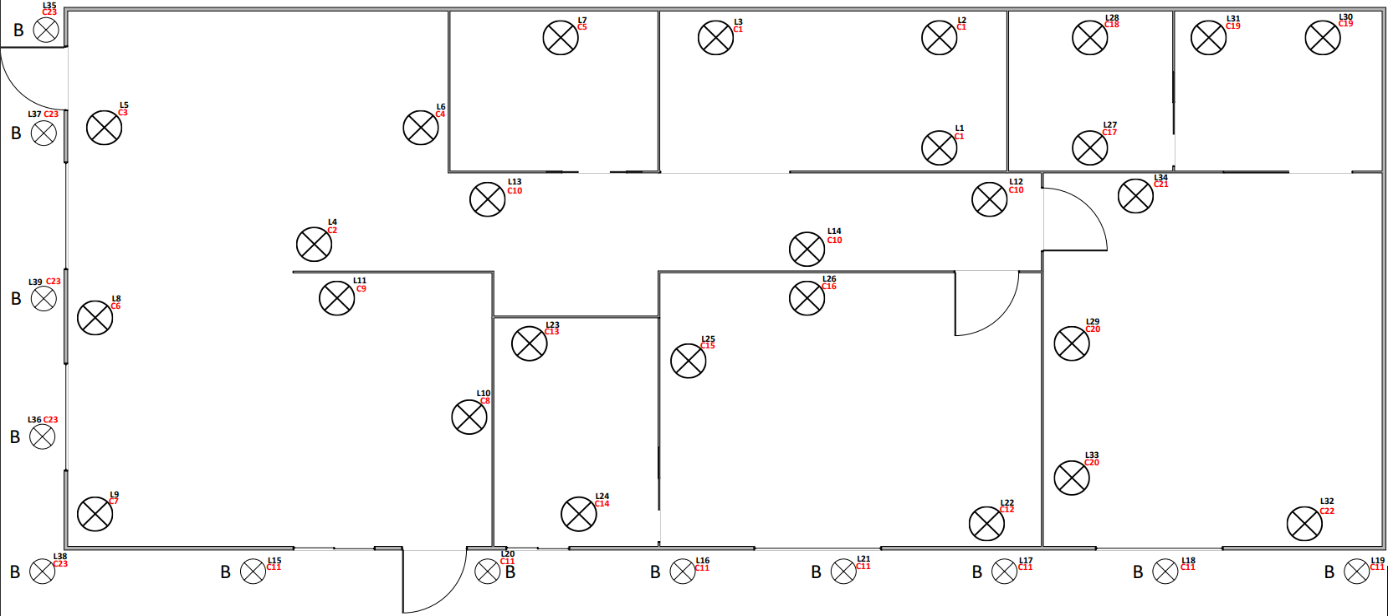 L35
C23
B
L7
C5
L3
C1
L2
C1
L28
C18
L31
C19
L30
C19
L37 C23
B
L5
C3
L6
C4
L1
C1
L27
C17
L13
C10
L12
C10
L34
C21
L4
C2
L14
C10
L39 C23
B
L8
C6
L11
C9
L26
C16
L23
C13
L25
C15
L29
C20
L10
C8
L36 C23
B
L33
C20
L9
C7
L24
C14
L22
C12
L32
C22
L38
C23
B
L15
C11
B
L20
C11
B
L16
C11
B
L21
C11
B
L17
C11
B
L18
C11
B
L19
C11
B